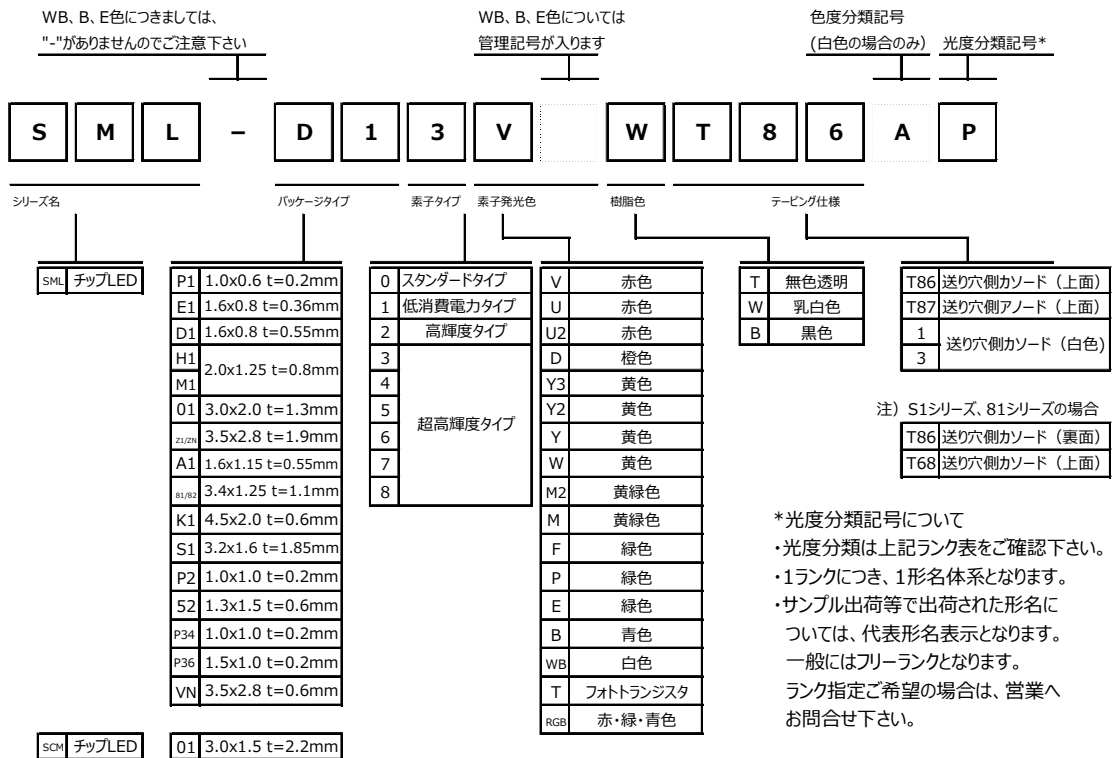 WB、B、E色につきましては、
"-"がありませんのでご注意下さい
WB、B、E色については
管理記号が入ります
色度分類記号
(白色の場合のみ)
光度分類記号*
S M L - D 1 3 V W T 8 6 A P
シリーズ名
パッケージタイプ
素子タイプ
素子発光色
樹脂色
テーピング仕様
SML チップLED
P1 1.0x0.6 t=0.2mm
E1 1.6x0.8 t=0.36mm
D1 1.6x0.8 t=0.55mm
H1
M1
2.0x1.25 t=0.8mm
01 3.0x2.0 t=1.3mm
Z1/ZN 3.5x2.8 t=1.9mm
A1 1.6x1.15 t=0.55mm
81/82 3.4x1.25 t=1.1mm
K1 4.5x2.0 t=0.6mm
S1 3.2x1.6 t=1.85mm
P2 1.0x1.0 t=0.2mm
52 1.3x1.5 t=0.6mm
P34 1.0x1.0 t=0.2mm
P36 1.5x1.0 t=0.2mm
VN 3.5x2.8 t=0.6mm
SCM チップLED
01 3.0x1.5 t=2.2mm
0 スタンダードタイプ
1 低消費電力タイプ
2 高輝度タイプ
3
4
5
6
7
8
超高輝度タイプ
V 赤色
U 赤色
U2 赤色
D 橙色
Y3 黄色
Y2 黄色
Y 黄色
W 黄色
M2 黄緑色
M 黄緑色
F 緑色
P 緑色
E 緑色
B 青色
WB 白色
T フォトトランジスタ
RGB 赤・緑・青色
T 無色透明
W 乳白色
B 黒色
T86 送り穴側カソード（上面）
T87 送り穴側アノード（上面）
1
3
送り穴側カソード（白色)
注）S1シリーズ、81シリーズの場合
T86 送り穴側カソード（裏面）
T68 送り穴側カソード（上面）
*光度分類記号について
・光度分類は上記ランク表をご確認下さい。
・1ランクにつき、1形名体系となります。
・サンプル出荷等で出荷された形名に
ついては、代表形名表示となります。
一般にはフリーランクとなります。
ランク指定ご希望の場合は、営業へ
お問合せ下さい。